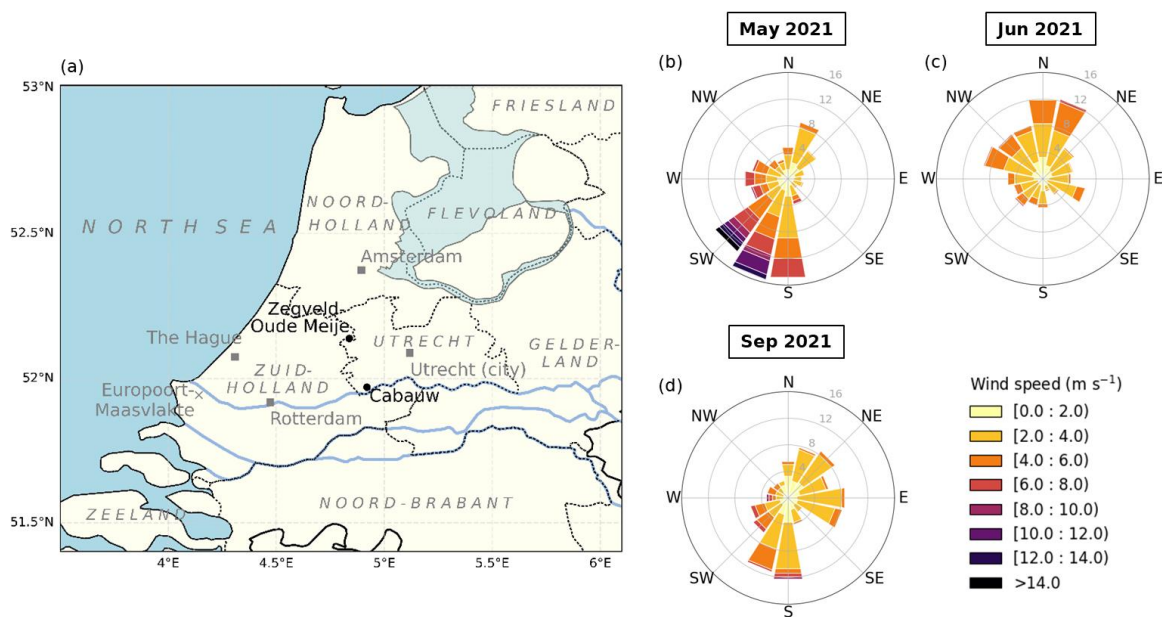 (a)
53°N
52.5°N
52°N
51.5°N
4°E
4.5°E
5°E
5.5°E
6°E
FRIESLAND
NOORD-
HOLLAND
FLEVOLAND
NORTH SEA
Amsterdam
Zegveld-
Oude Meije
The Hague
UTRECHT
GELDER-
LAND
ZUID-
HOLLAND
Utrecht (city)
Europoort-
Maasvlakte
Cabauw
Rotterdam
NOORD-BRABANT
ZEELAND
May 2021
(b)
N
NE
E
SE
S
SW
W
NW
4
8
12
16
Jun 2021
(c)
N
NE
E
SE
S
SW
W
NW
4
8
12
16
Sep 2021
(d)
N
NE
E
SE
S
SW
W
NW
4
8
12
16
Wind speed (m s⁻¹)
[0.0 : 2.0)
[2.0 : 4.0)
[4.0 : 6.0)
[6.0 : 8.0)
[8.0 : 10.0)
[10.0 : 12.0)
[12.0 : 14.0)
>14.0